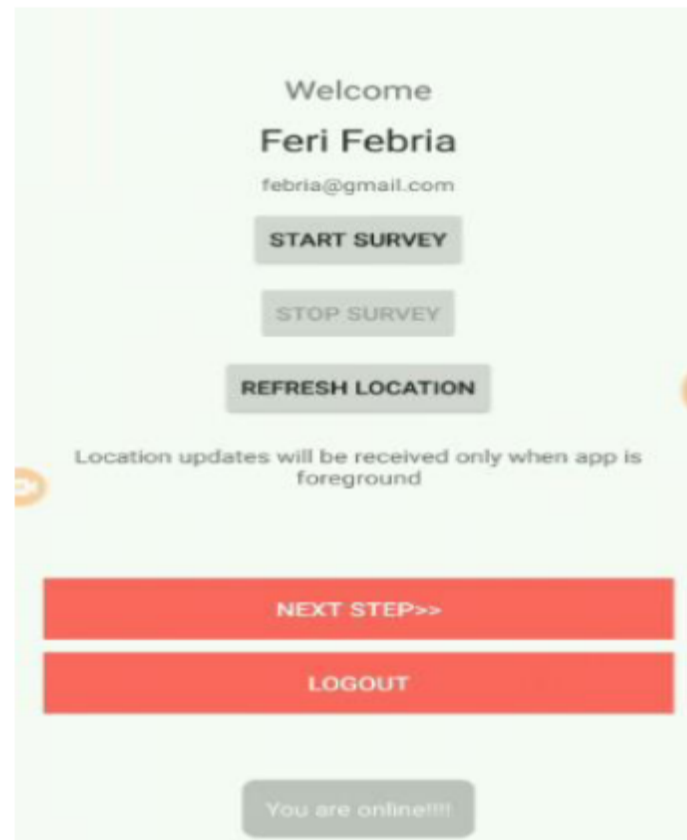 Welcome
Feri Febria
febria@gmail.com
START SURVEY
STOP SURVEY
REFRESH LOCATION
Location updates will be received only when app is
foreground
NEXT STEP>>
LOGOUT
You are online!!!!